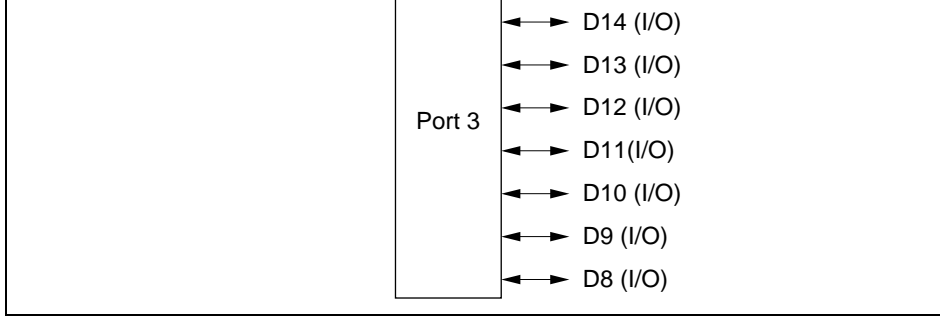 D14 (I/O)
D13 (I/O)
D12 (I/O)
Port 3
D11(I/O)
D10 (I/O)
D9 (I/O)
D8 (I/O)